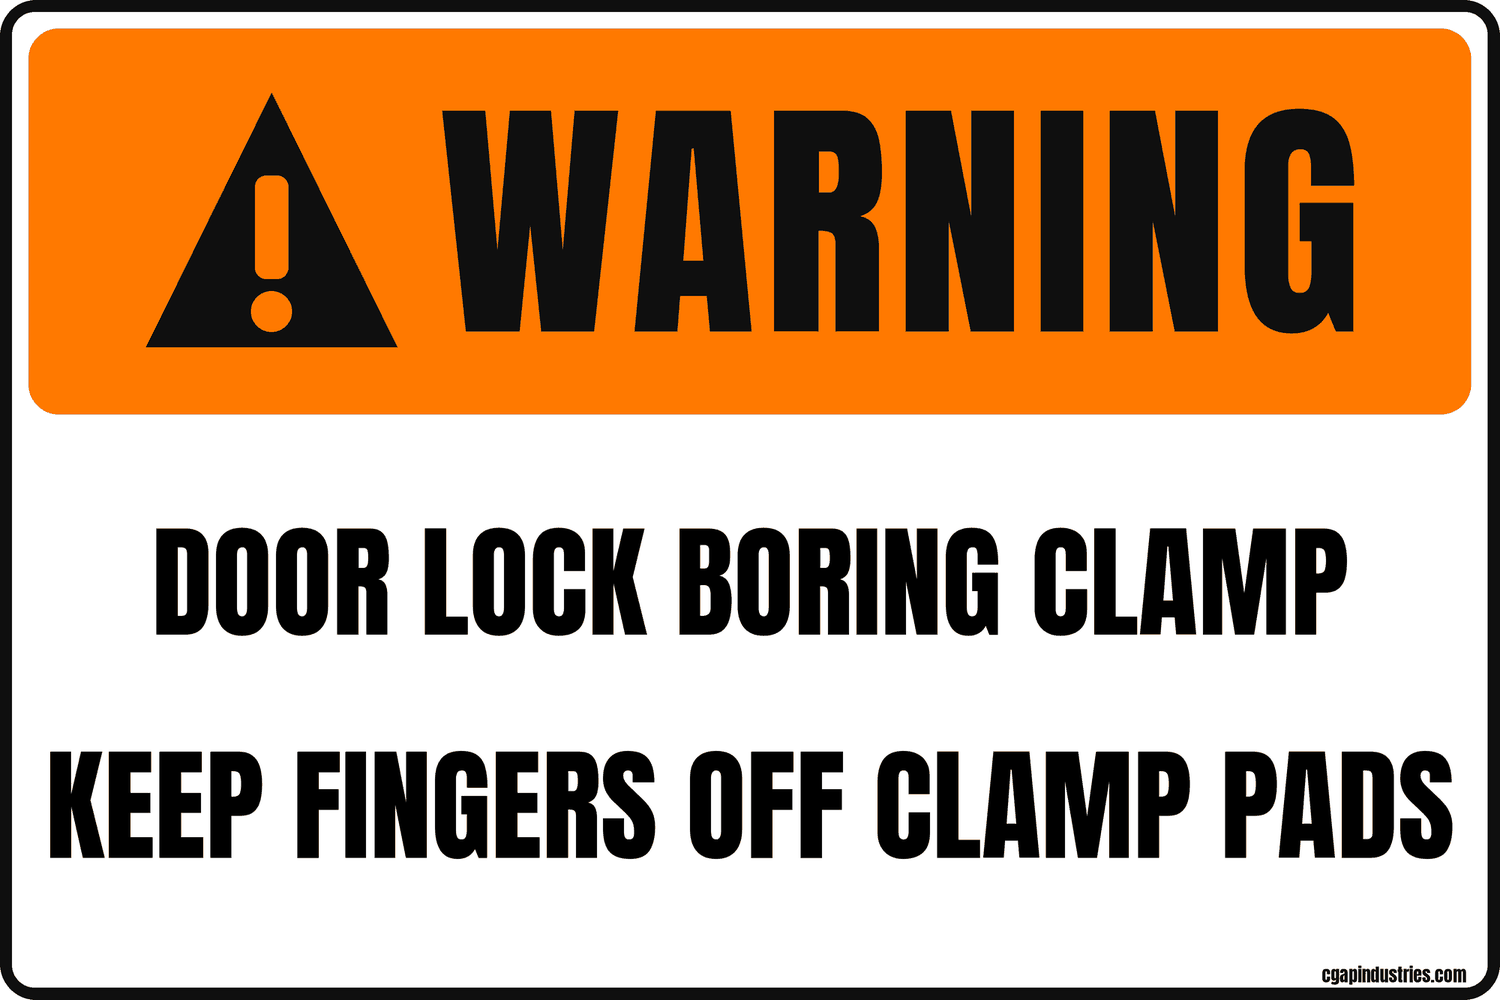 WARNING
DOOR LOCK BORING CLAMP
KEEP FINGERS OFF CLAMP PADS
cgapindustries.com